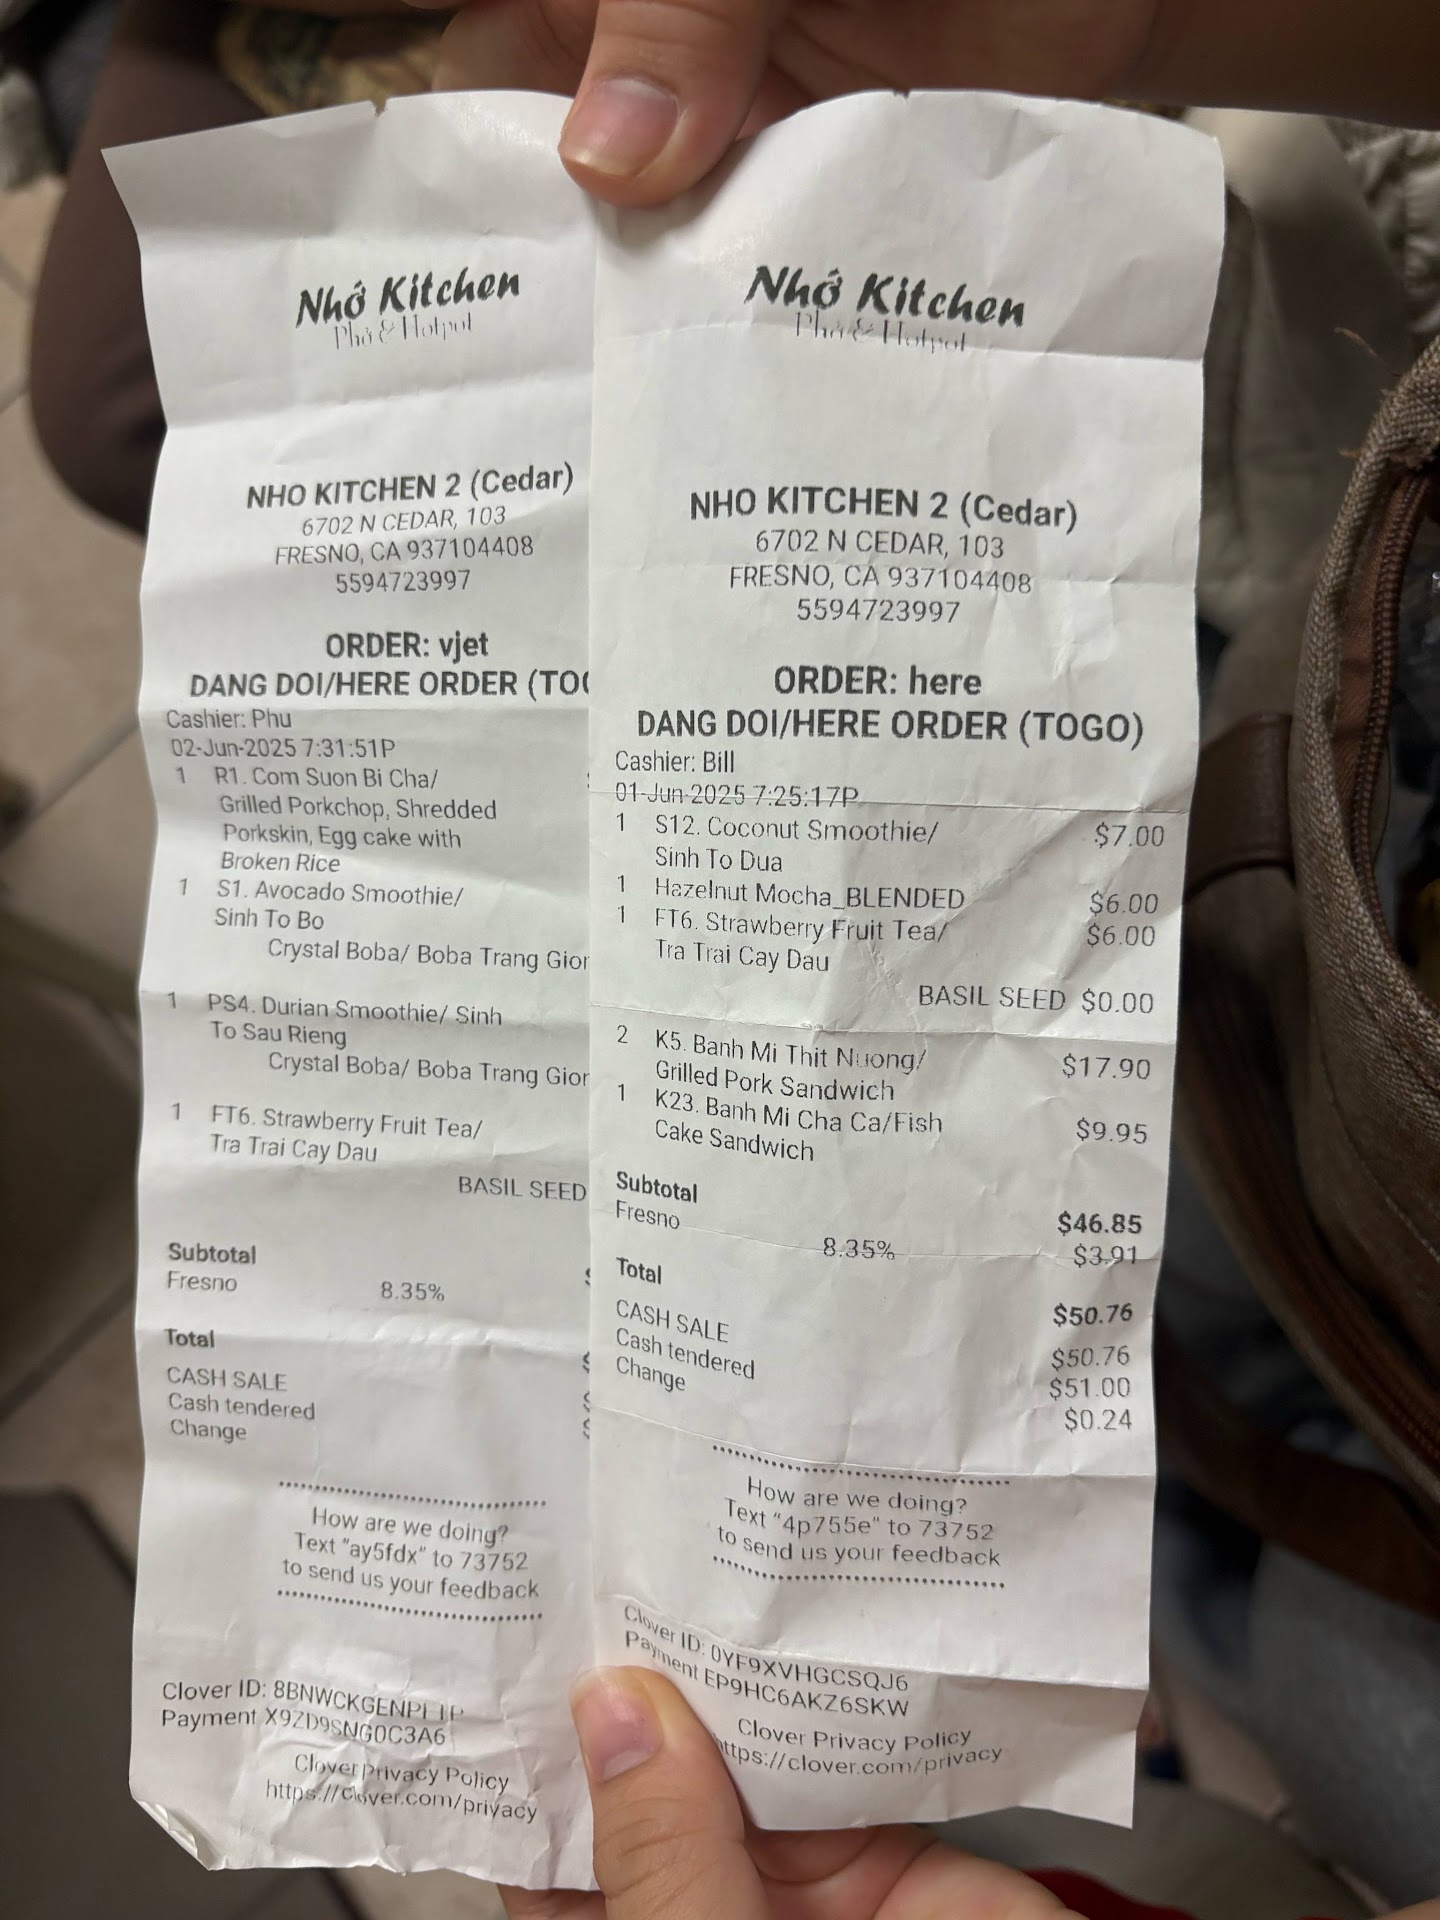 Nhớ Kitchen
Phở & Hotpot
NHO KITCHEN 2 (Cedar)
6702 N CEDAR, 103
FRESNO, CA 937104408
5594723997
ORDER: vjet
DANG DOI/HERE ORDER
Cashier: Phu
02-Jun-2025 7:31:51P
1 R1. Com Suon Bi Cha/
Grilled Porkchop, Shredded
Porkskin, Egg cake with
Broken Rice
1 S1. Avocado Smoothie/
Sinh To Bo
Crystal Boba/ Boba Trang
1 PS4. Durian Smoothie/ Sinh
To Sau Rieng
Crystal Boba/ Boba Trang
1 FT6. Strawberry Fruit Tea/
Tra Trai Cay Dau
BASIL SEED
Subtotal
Fresno 8.35%
Total
CASH SALE
Cash tendered
Change
How are we doing?
Text "ay5fdx" to 73752
to send us your feedback
Clover ID:
Payment X9ZD9SNG0C3A6
Clover Privacy Policy
https://clover.com/privacy
Nhớ Kitchen
Phở & Hotpot
NHO KITCHEN 2 (Cedar)
6702 N CEDAR, 103
FRESNO, CA 937104408
5594723997
ORDER: here
DANG DOI/HERE ORDER (TOGO)
Cashier: Bill
01-Jun-2025 7:25:17P
1 S12. Coconut Smoothie/ $7.00
Sinh To Dua
1 Hazelnut Mocha_BLENDED $6.00
1 FT6. Strawberry Fruit Tea/ $6.00
Tra Trai Cay Dau
BASIL SEED $0.00
2 K5. Banh Mi Thit Nuong/ $17.90
Grilled Pork Sandwich
1 K23. Banh Mi Cha Ca/Fish $9.95
Cake Sandwich
Subtotal $46.85
Fresno 8.35% $3.91
Total $50.76
CASH SALE $50.76
Cash tendered $51.00
Change $0.24
How are we doing?
Text "4p755e" to 73752
to send us your feedback
Clover ID: 0YF9XVHGCSQJ6
Payment EP9HC6AKZ6SKW
Clover Privacy Policy
https://clover.com/privacy